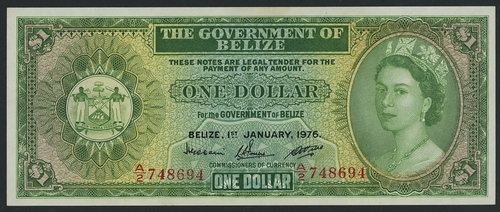 $1 THE GOVERNMENT OF $1
BELIZE
THESE NOTES ARE LEGAL TENDER FOR THE
PAYMENT OF ANY AMOUNT.
ONE DOLLAR
For the GOVERNMENT OF BELIZE
BELIZE, 1ST JANUARY, 1976.
COMMISSIONERS OF CURRENCY
A/2 748694 A/2 748694
$1 ONE DOLLAR $1